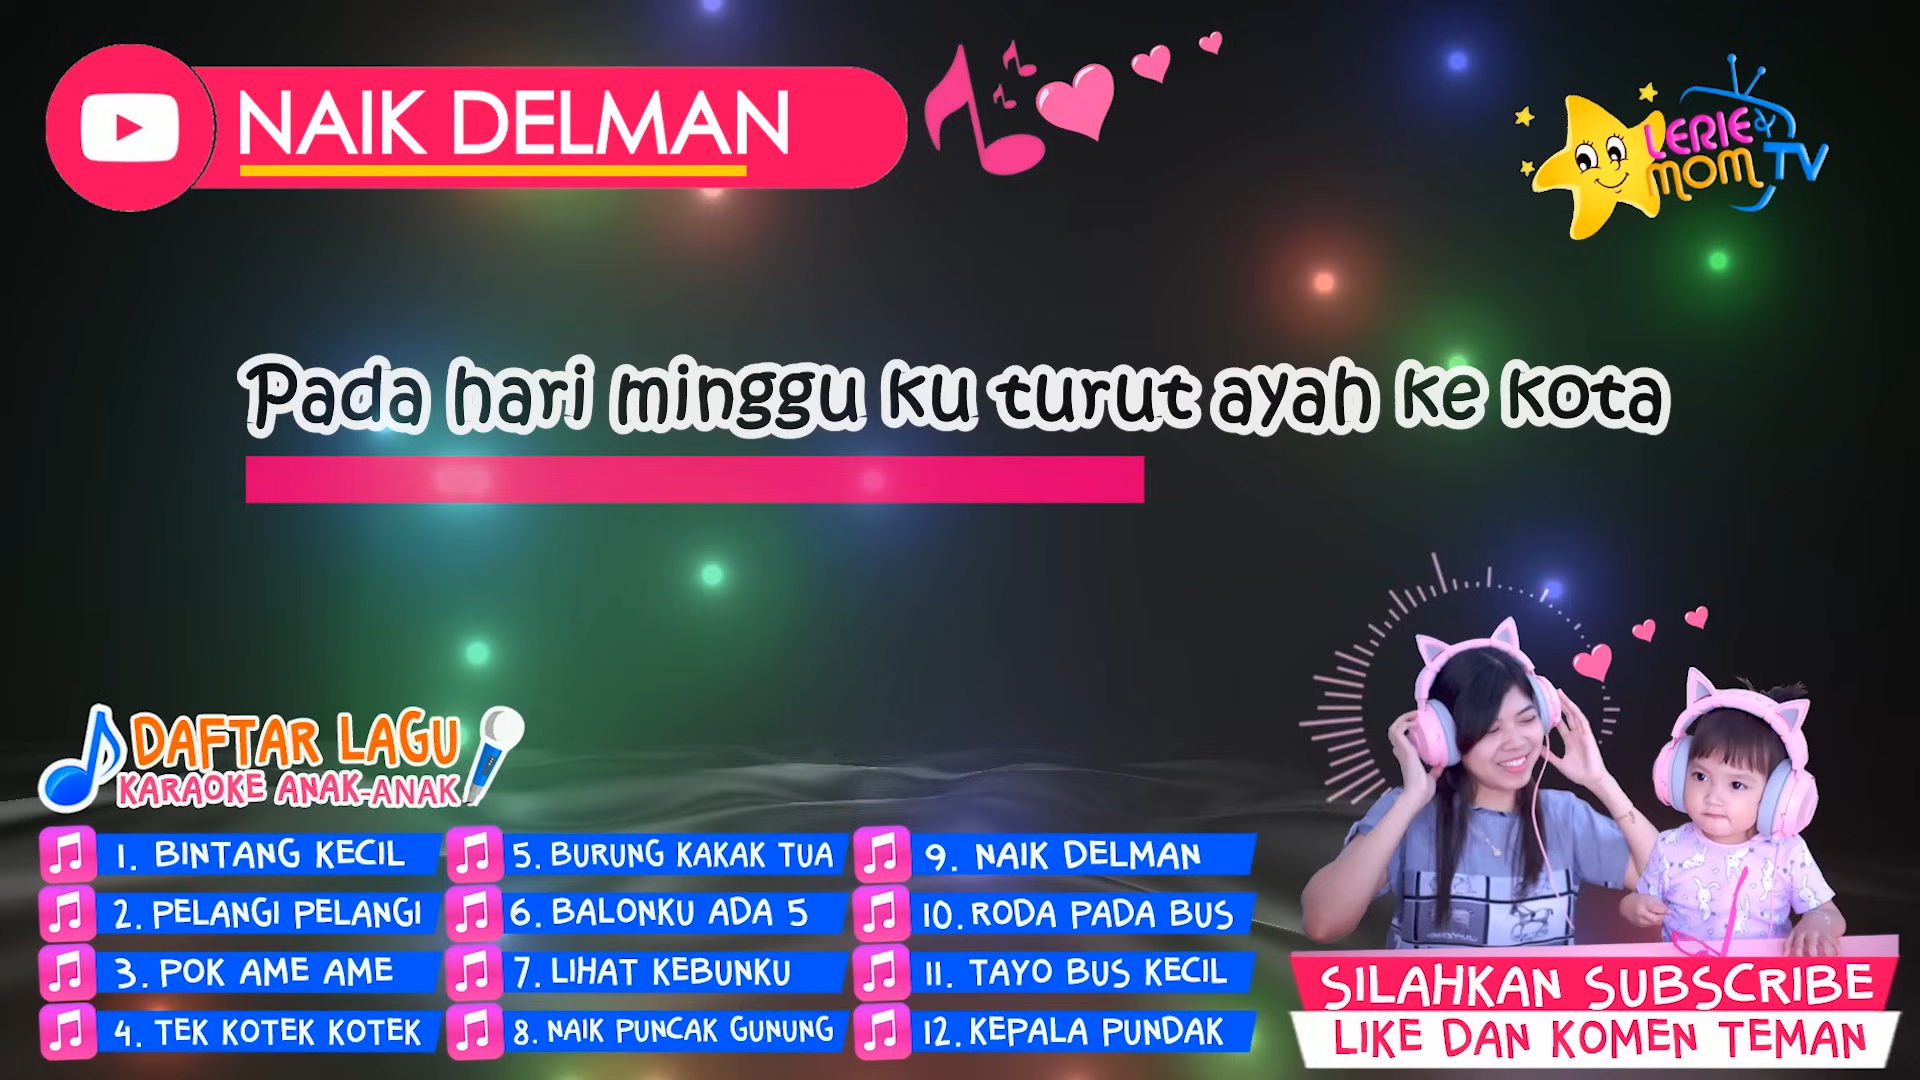 NAIK DELMAN
LERIE &
MOM TV
Pada hari minggu ku turut ayah ke kota
DAFTAR LAGU
KARAOKE ANAK-ANAK
1. BINTANG KECIL
2. PELANGI PELANGI
3. POK AME AME
4. TEK KOTEK KOTEK
5. BURUNG KAKAK TUA
6. BALONKU ADA 5
7. LIHAT KEBUNKU
8. NAIK PUNCAK GUNUNG
9. NAIK DELMAN
10. RODA PADA BUS
11. TAYO BUS KECIL
12. KEPALA PUNDAK
SILAHKAN SUBSCRIBE
LIKE DAN KOMEN TEMAN